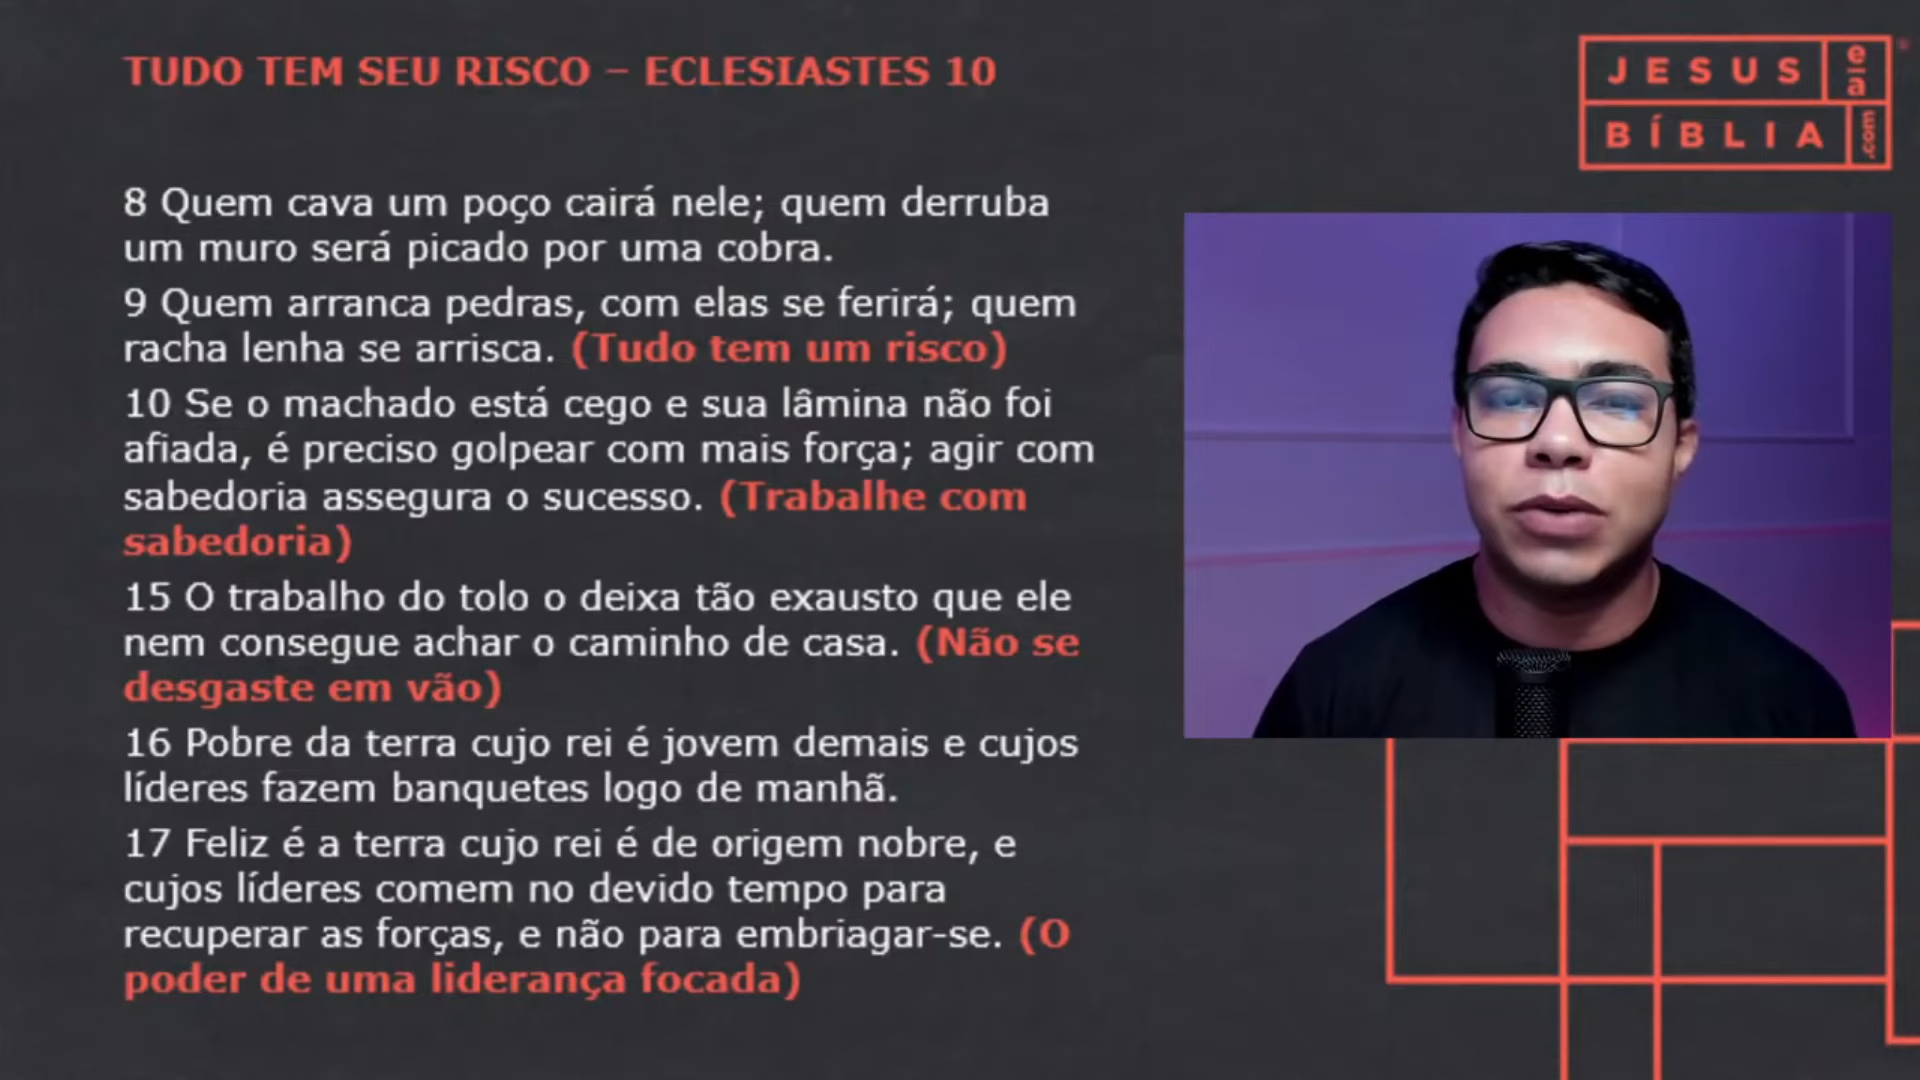 TUDO TEM SEU RISCO – ECLESIASTES 10
JESUS e a
BÍBLIA .com
8 Quem cava um poço cairá nele; quem derruba
um muro será picado por uma cobra.
9 Quem arranca pedras, com elas se ferirá; quem
racha lenha se arrisca. (Tudo tem um risco)
10 Se o machado está cego e sua lâmina não foi
afiada, é preciso golpear com mais força; agir com
sabedoria assegura o sucesso. (Trabalhe com
sabedoria)
15 O trabalho do tolo o deixa tão exausto que ele
nem consegue achar o caminho de casa. (Não se
desgaste em vão)
16 Pobre da terra cujo rei é jovem demais e cujos
líderes fazem banquetes logo de manhã.
17 Feliz é a terra cujo rei é de origem nobre, e
cujos líderes comem no devido tempo para
recuperar as forças, e não para embriagar-se. (O
poder de uma liderança focada)